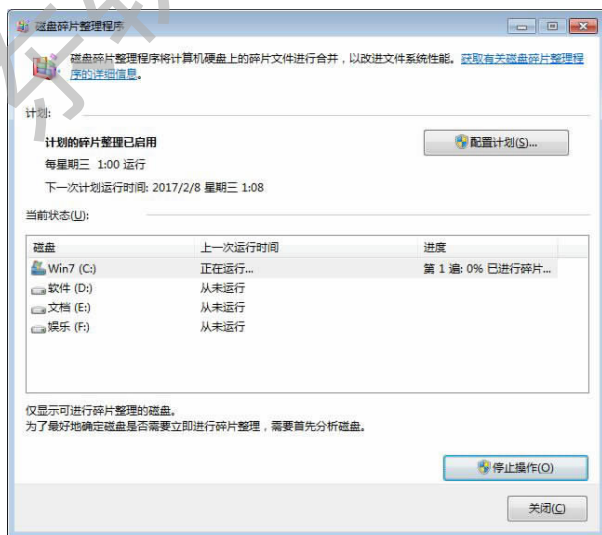 磁盘碎片整理程序
磁盘碎片整理程序将计算机硬盘上的碎片文件进行合并，以改进文件系统性能。获取有关磁盘碎片整理程
序的详细信息。
计划:
计划的碎片整理已启用
配置计划(S)...
每星期三 1:00 运行
下一次计划运行时间: 2017/2/8 星期三 1:08
当前状态(U):
磁盘 上一次运行时间 进度
Win7 (C:) 正在运行... 第 1 遍: 0% 已进行碎片...
软件 (D:) 从未运行
文档 (E:) 从未运行
娱乐 (F:) 从未运行
仅显示可进行碎片整理的磁盘。
为了最好地确定磁盘是否需要立即进行碎片整理，需要首先分析磁盘。
停止操作(O)
关闭(C)